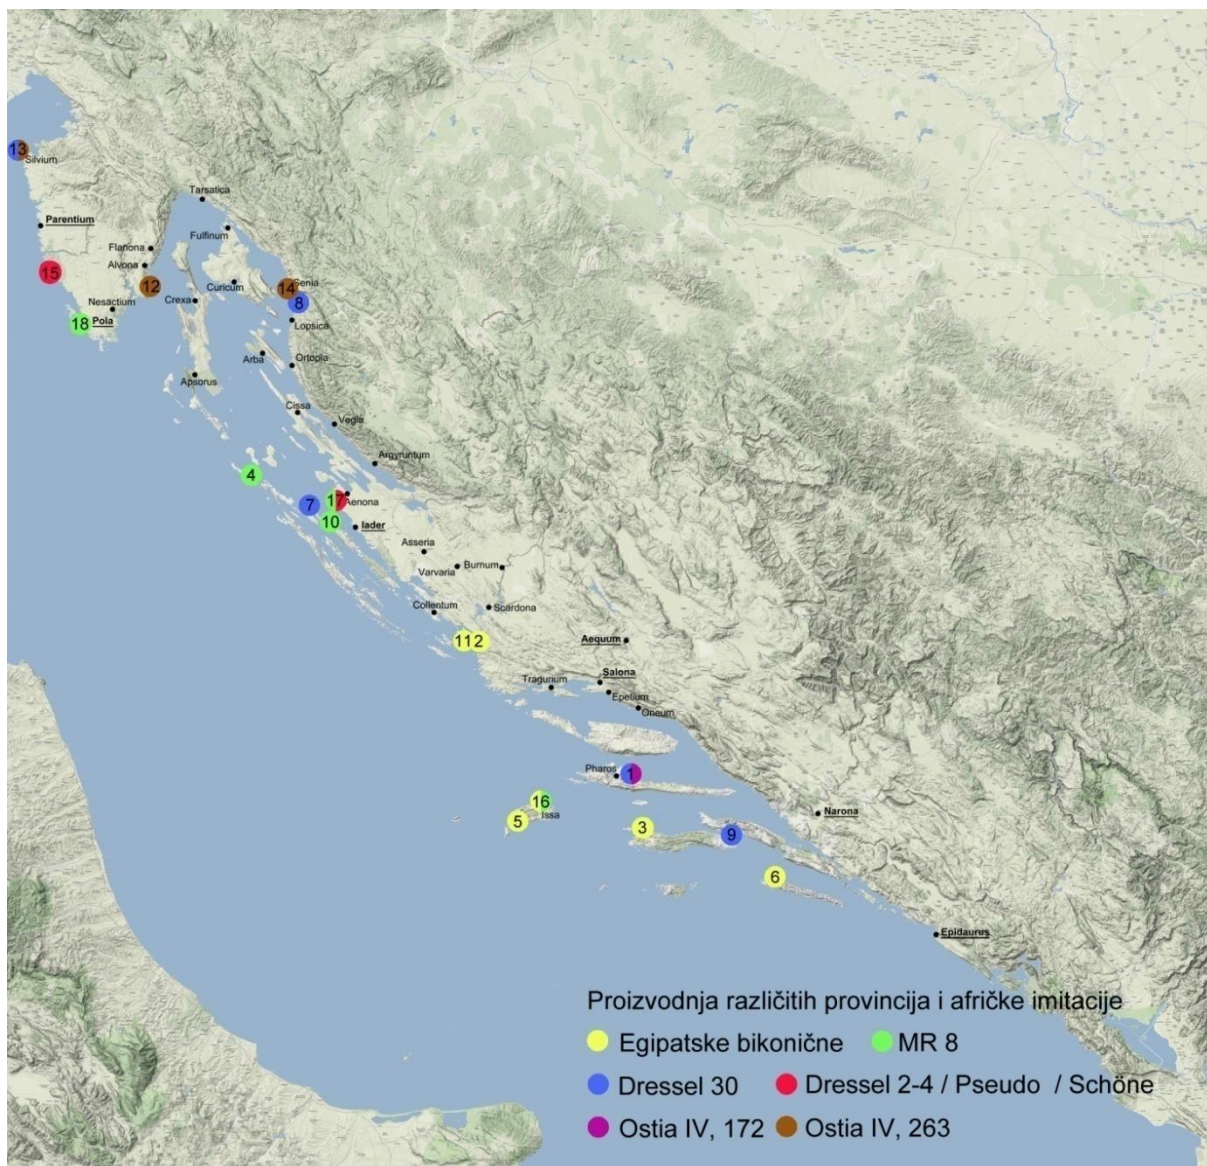 13
Silvium
Tarsatica
Parentium
Fulfinum
Flanona
Alvona
15
12
Curicum
14
Senia
Crexa
8
Nesactium
18
Pola
Lopsica
Arba
Ortopla
Apsorus
Cissa
Vegia
Argyruntum
4
17
Aenona
7
10
Iader
Asseria
Varvaria
Burnum
Collentum
Scardona
11
2
Aequum
Salona
Tragurium
Epetium
Oneum
Pharos
1
16
Issa
5
3
9
Narona
6
Epidaurus
Proizvodnja različitih provincija i afričke imitacije
Egipatske bikonične MR 8
Dressel 30 Dressel 2-4 / Pseudo / Schöne
Ostia IV, 172 Ostia IV, 263